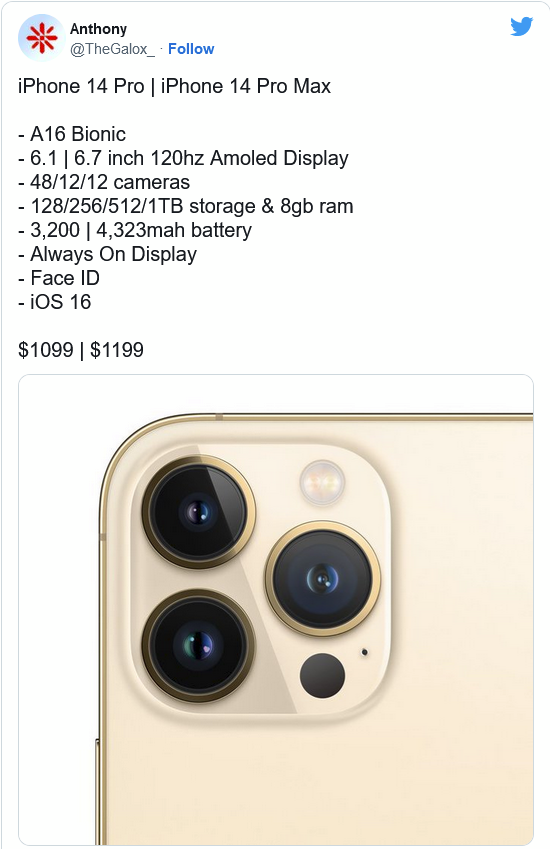 Anthony
@TheGalox_ · Follow
iPhone 14 Pro | iPhone 14 Pro Max
- A16 Bionic
- 6.1 | 6.7 inch 120hz Amoled Display
- 48/12/12 cameras
- 128/256/512/1TB storage & 8gb ram
- 3,200 | 4,323mah battery
- Always On Display
- Face ID
- iOS 16
$1099 | $1199